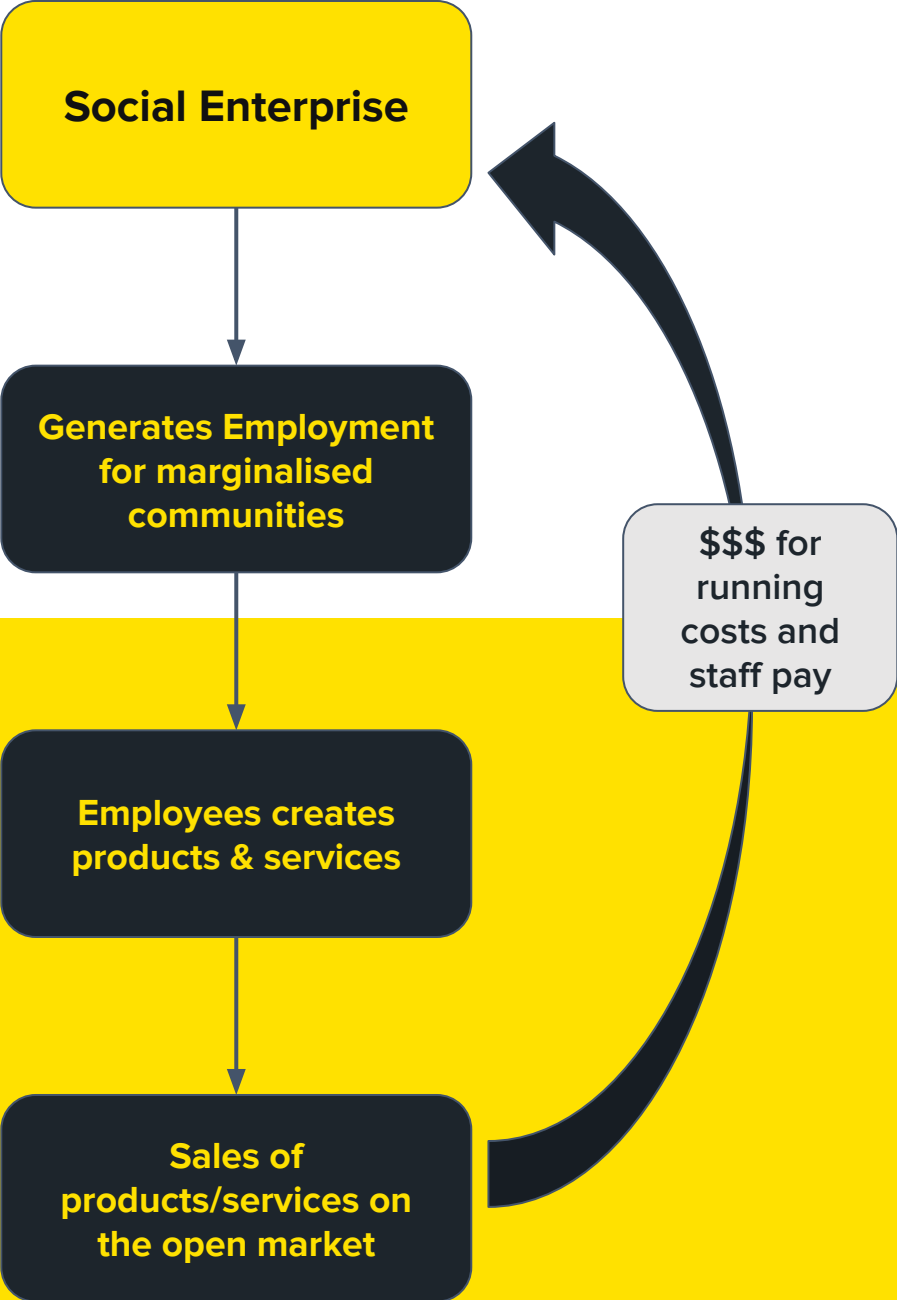 Social Enterprise
Generates Employment
for marginalised
communities
$$$ for
running
costs and
staff pay
Employees creates
products & services
Sales of
products/services on
the open market